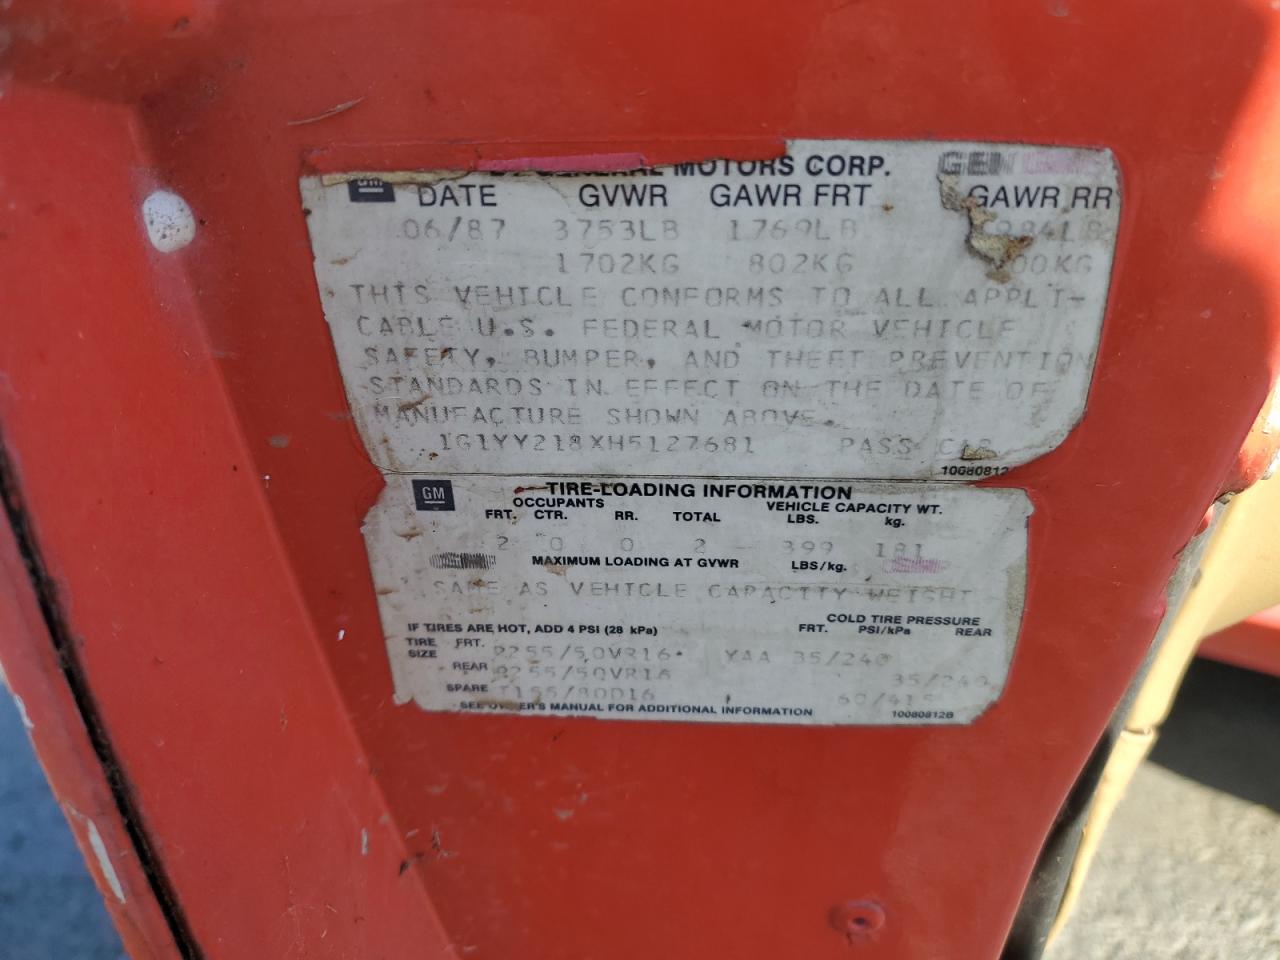 GENERAL MOTORS CORP.
GM DATE GVWR GAWR FRT GAWR RR
06/87 3753LB 1769LB 1984LB
1702KG 802KG 00KG
THIS VEHICLE CONFORMS TO ALL APPLI-
CABLE U.S. FEDERAL MOTOR VEHICLE
SAFETY, BUMPER, AND THEFT PREVENTION
STANDARDS IN EFFECT ON THE DATE OF
MANUFACTURE SHOWN ABOVE.
1G1YY218XH5127681 PASS CAR
10080812
GM TIRE-LOADING INFORMATION
OCCUPANTS VEHICLE CAPACITY WT.
FRT. CTR. RR. TOTAL LBS. kg.
2 0 0 2 399 181
MAXIMUM LOADING AT GVWR LBS/kg.
SAME AS VEHICLE CAPACITY WEIGHT
COLD TIRE PRESSURE
IF TIRES ARE HOT, ADD 4 PSI (28 kPa) FRT. PSI/kPa REAR
TIRE SIZE FRT. P255/50VR16 YAA 35/240
REAR P255/50VR16 35/240
SPARE T155/80D16 60/415
SEE OWNER'S MANUAL FOR ADDITIONAL INFORMATION 10080812B